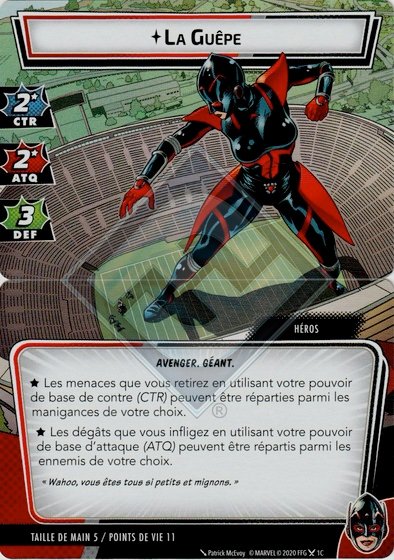 La Guêpe
2*
CTR
2*
ATQ
3
DEF
HÉROS
AVENGER. GÉANT.
★ Les menaces que vous retirez en utilisant votre pouvoir
de base de contre (CTR) peuvent être réparties parmi les
manigances de votre choix.
★ Les dégâts que vous infligez en utilisant votre pouvoir
de base d'attaque (ATQ) peuvent être répartis parmi les
ennemis de votre choix.
« Wahoo, vous êtes tous si petits et mignons. »
TAILLE DE MAIN 5 / POINTS DE VIE 11
Patrick McEvoy © MARVEL © 2020 FFG 1C
®